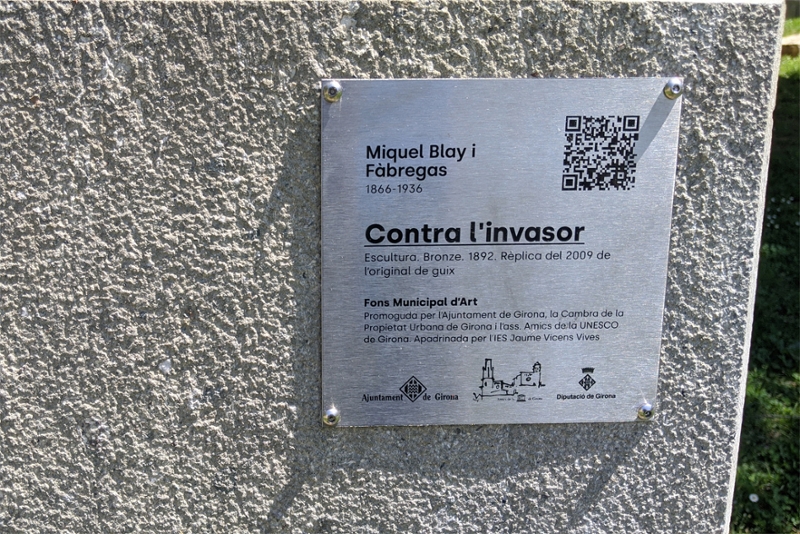 Miquel Blay i
Fàbregas
1866-1936
Contra l'invasor
Escultura. Bronze. 1892. Rèplica del 2009 de
l'original de guix
Fons Municipal d'Art
Promoguda per l'Ajuntament de Girona, la Cambra de la
Propietat Urbana de Girona i l'ass. Amics de la UNESCO
de Girona. Apadrinada per l'IES Jaume Vicens Vives
Ajuntament de Girona
Diputació de Girona